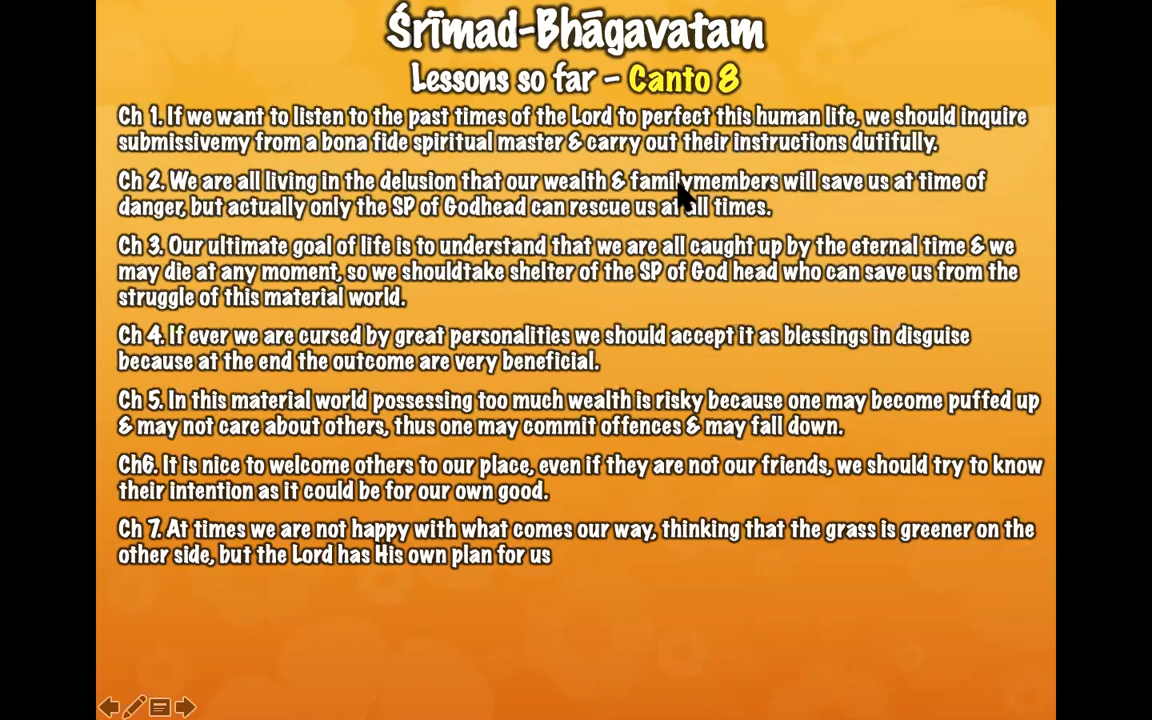 Śrīmad-Bhāgavatam
Lessons so far – Canto 8
Ch 1. If we want to listen to the past times of the Lord to perfect this human life, we should inquire
submissivemy from a bona fide spiritual master & carry out their instructions dutifully.
Ch 2. We are all living in the delusion that our wealth & familymembers will save us at time of
danger, but actually only the SP of Godhead can rescue us at all times.
Ch 3. Our ultimate goal of life is to understand that we are all caught up by the eternal time & we
may die at any moment, so we shouldtake shelter of the SP of God head who can save us from the
struggle of this material world.
Ch 4. If ever we are cursed by great personalities we should accept it as blessings in disguise
because at the end the outcome are very beneficial.
Ch 5. In this material world possessing too much wealth is risky because one may become puffed up
& may not care about others, thus one may commit offences & may fall down.
Ch6. It is nice to welcome others to our place, even if they are not our friends, we should try to know
their intention as it could be for our own good.
Ch 7. At times we are not happy with what comes our way, thinking that the grass is greener on the
other side, but the Lord has His own plan for us